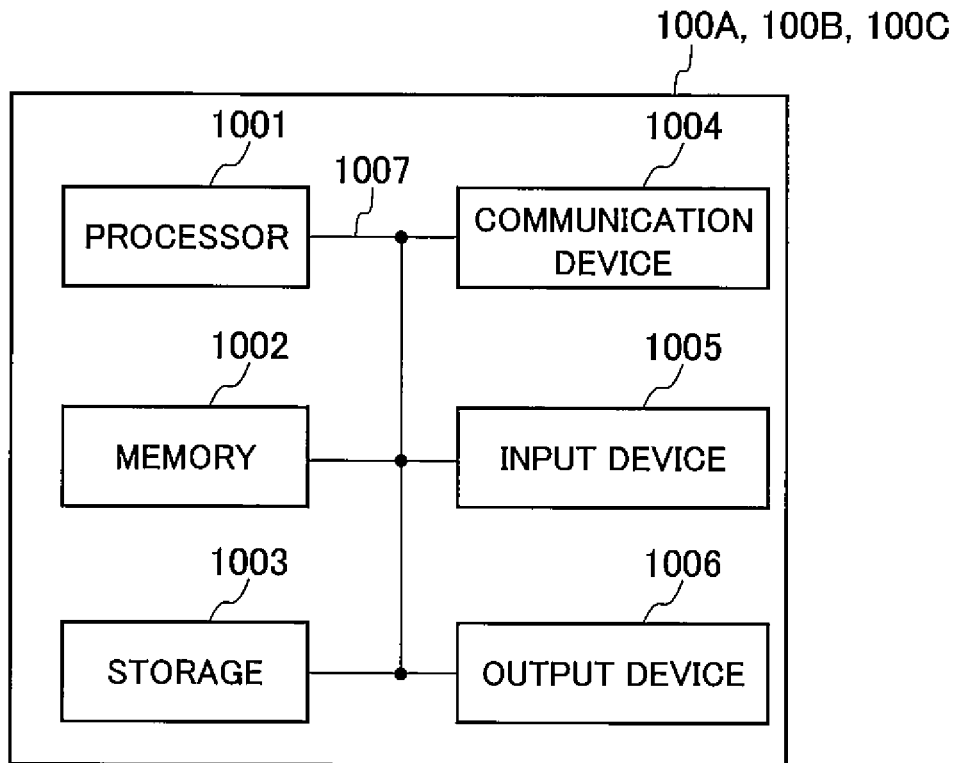 100A, 100B, 100C
1001
1007
1004
PROCESSOR
COMMUNICATION
DEVICE
1002
1005
MEMORY
INPUT DEVICE
1003
1006
STORAGE
OUTPUT DEVICE